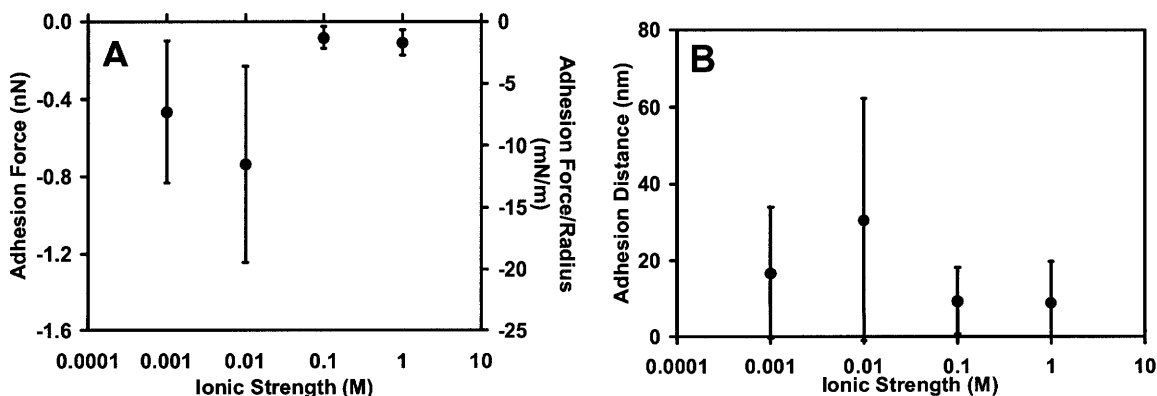 A
Adhesion Force (nN)
0.0
-0.4
-0.8
-1.2
-1.6
0
-5
-10
-15
-20
-25
Adhesion Force/Radius
(mN/m)
0.0001 0.001 0.01 0.1 1 10
Ionic Strength (M)
B
Adhesion Distance (nm)
80
60
40
20
0
0.0001 0.001 0.01 0.1 1 10
Ionic Strength (M)